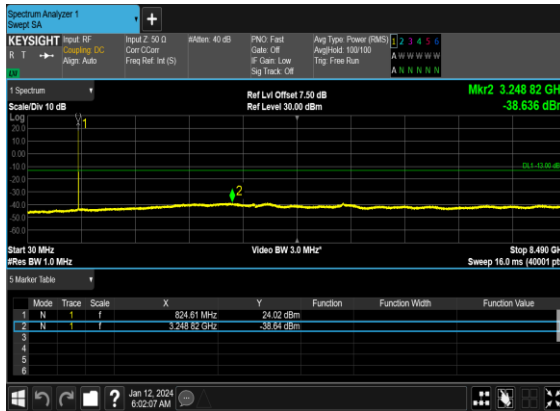 Spectrum Analyzer 1
Swept SA
+
KEYSIGHT Input: RF Input Z: 50 Ω #Atten: 40 dB PNO: Fast Avg Type: Power (RMS) 1 2 3 4 5 6
R T Coupling: DC Corr CCorr Gate: Off Avg|Hold: 100/100 A W W W W W
Align: Auto Freq Ref: Int (S) IF Gain: Low Trig: Free Run
LW Sig Track: Off A N N N N N
1 Spectrum Ref Lvl Offset 7.50 dB Mkr2 3.248 82 GHz
Scale/Div 10 dB Ref Level 30.00 dBm -38.636 dBm
Log
20.0
10.0
0.00
-10.0
-20.0
-30.0
-40.0
-50.0
-60.0
1
2
DL1 -13.00 dB
Start 30 MHz Video BW 3.0 MHz* Stop 8.490 GH
#Res BW 1.0 MHz Sweep 16.0 ms (40001 pt
5 Marker Table
Mode Trace Scale X Y Function Function Width Function Value
1 N 1 f 824.61 MHz 24.02 dBm
2 N 1 f 3.248 82 GHz -38.64 dBm
3
4
5
6
? Jan 12, 2024
6:02:07 AM